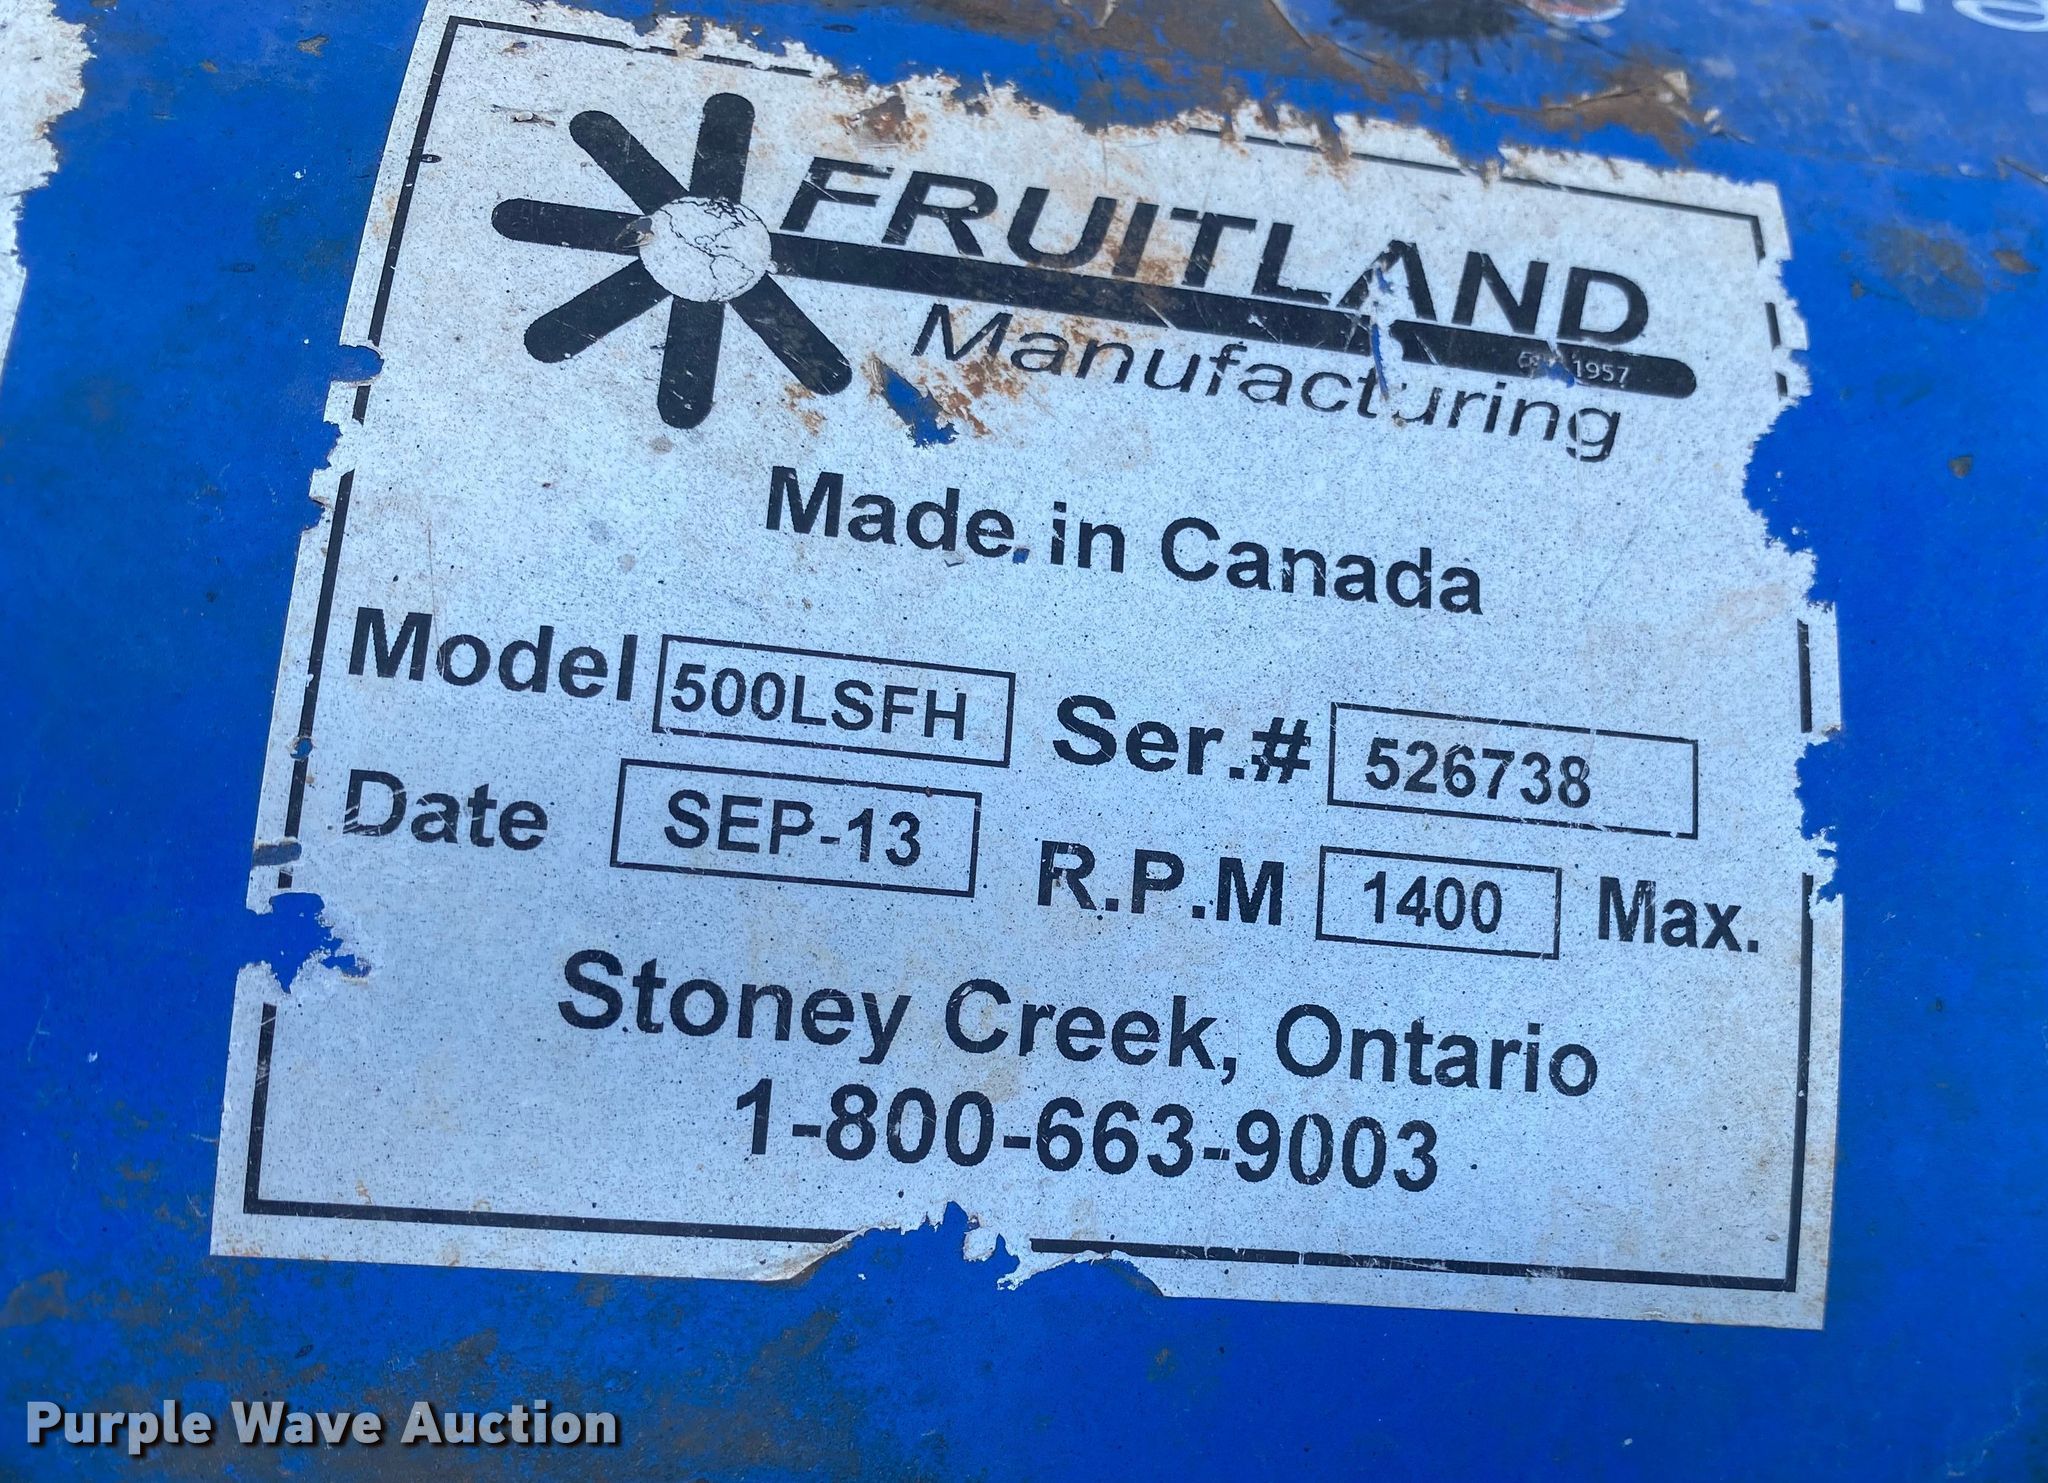 FRUITLAND
1957
Manufacturing
Made in Canada
Model 500LSFH Ser.# 526738
Date SEP-13 R.P.M 1400 Max.
Stoney Creek, Ontario
1-800-663-9003
Purple Wave Auction